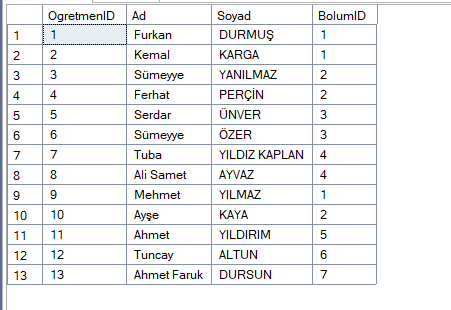 OgretmenID Ad Soyad BolumID
1 1 Furkan DURMUŞ 1
2 2 Kemal KARGA 1
3 3 Sümeyye YANILMAZ 2
4 4 Ferhat PERÇİN 2
5 5 Serdar ÜNVER 3
6 6 Sümeyye ÖZER 3
7 7 Tuba YILDIZ KAPLAN 4
8 8 Ali Samet AYVAZ 4
9 9 Mehmet YILMAZ 1
10 10 Ayşe KAYA 2
11 11 Ahmet YILDIRIM 5
12 12 Tuncay ALTUN 6
13 13 Ahmet Faruk DURSUN 7